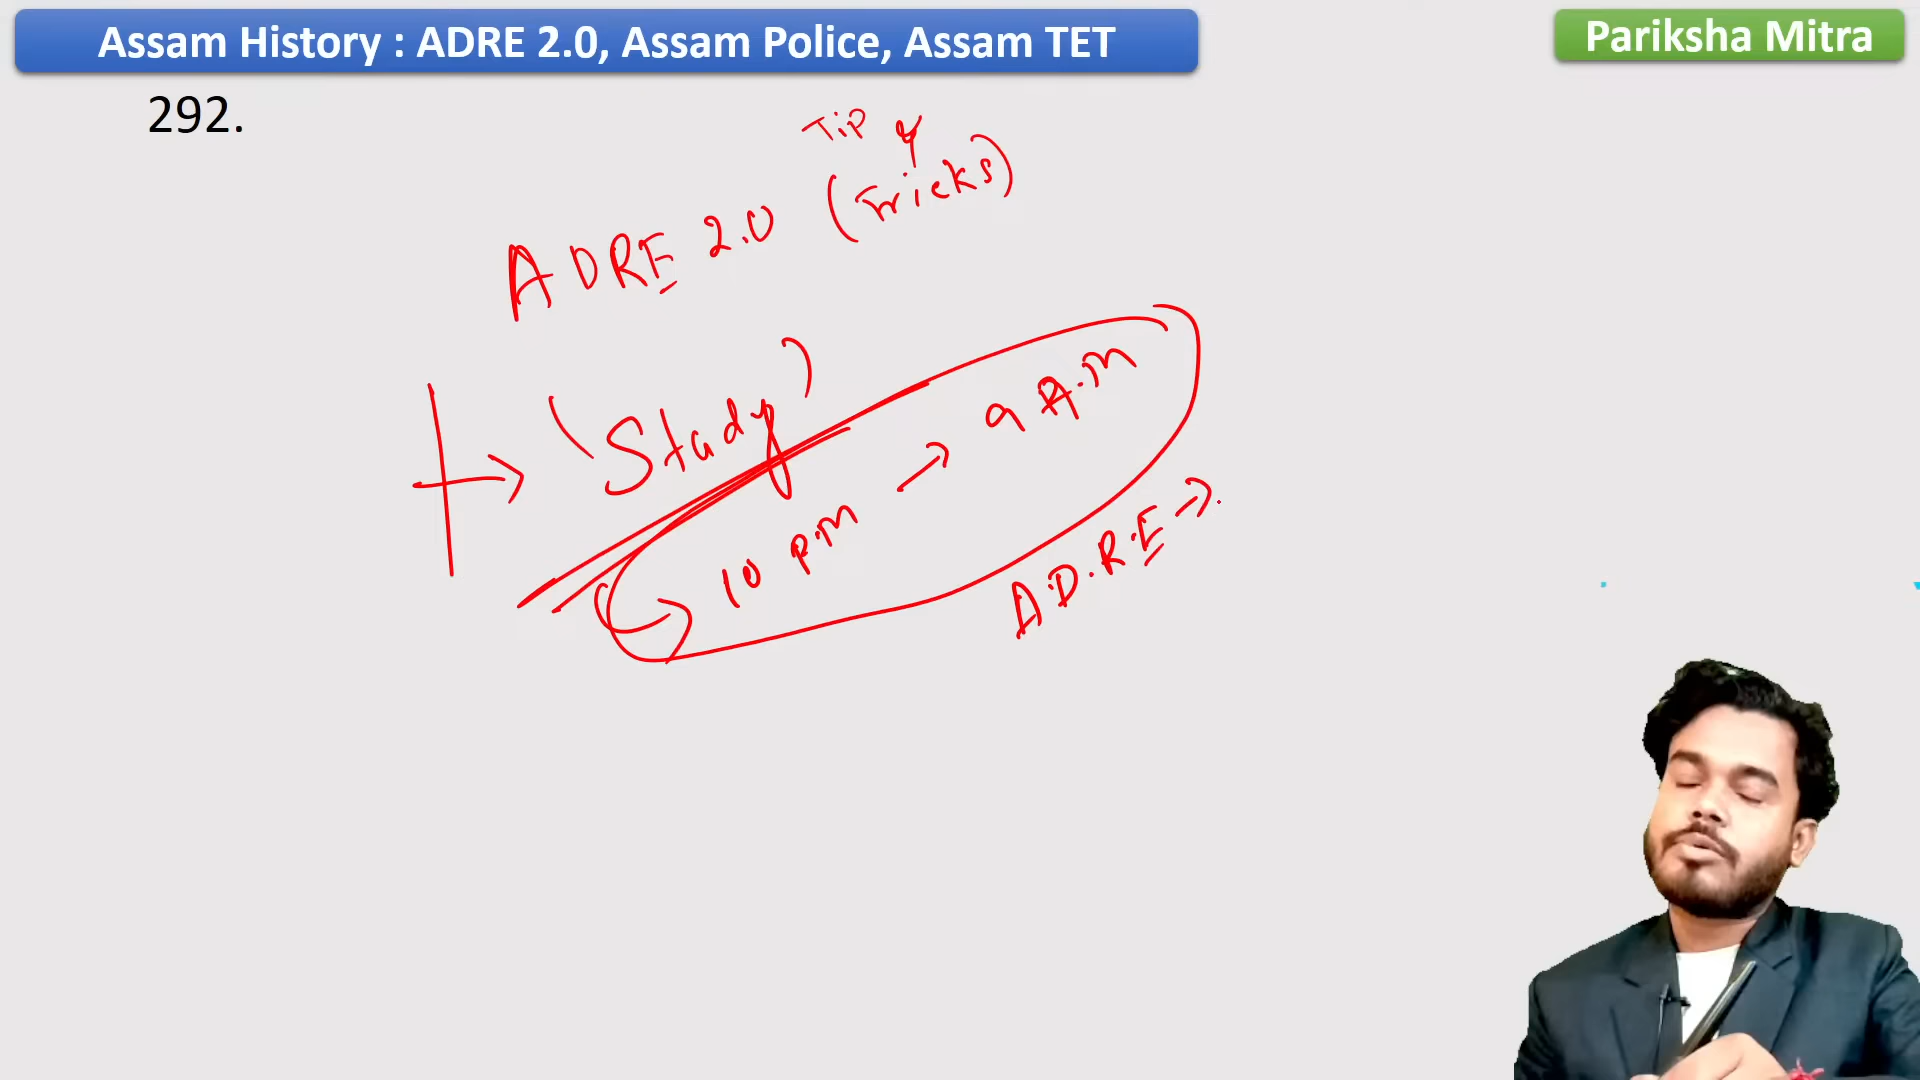 Assam History : ADRE 2.0, Assam Police, Assam TET
Pariksha Mitra
292.
Tip &
ADRE 2.0 (Tricks)
(Study)
10 P.M → 9 A.M
A.D.R.E →